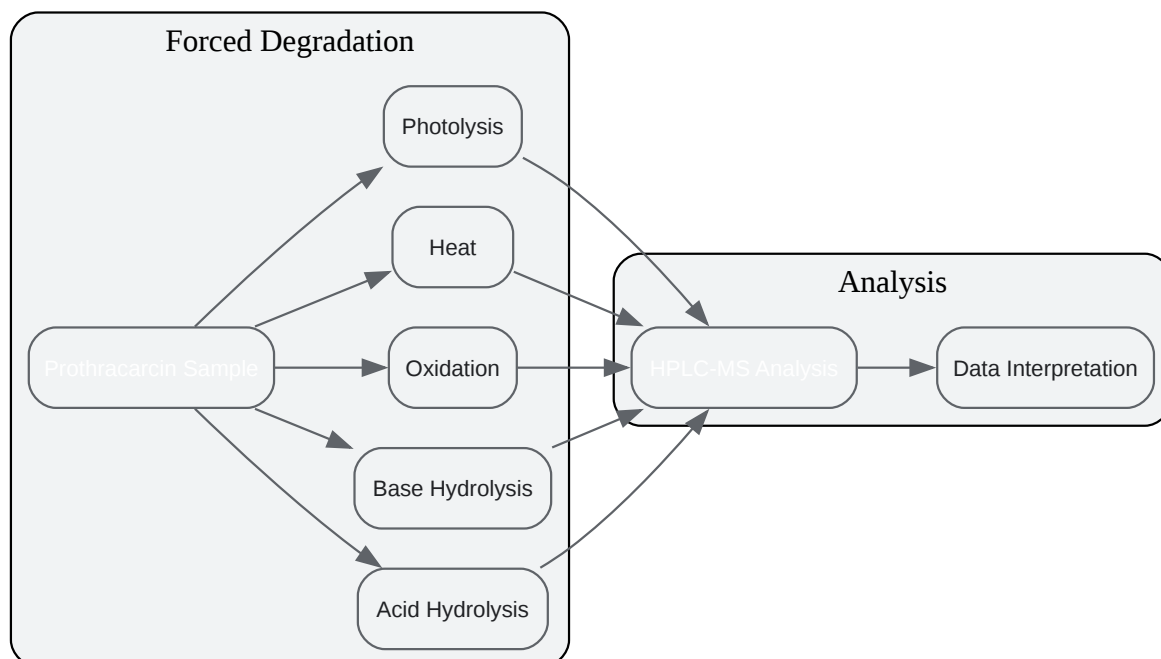 Forced Degradation
Photolysis
Heat
Analysis
Prothracarcin Sample
Oxidation
HPLC-MS Analysis
Data Interpretation
Base Hydrolysis
Acid Hydrolysis